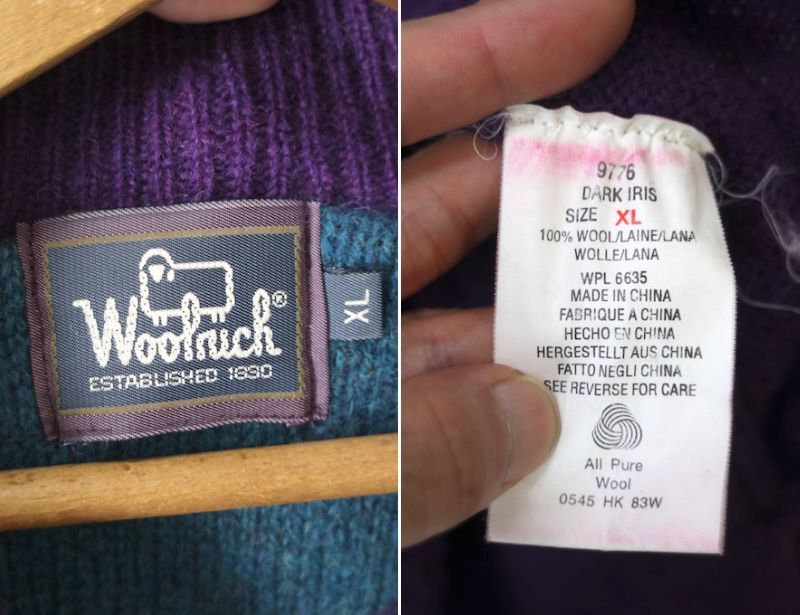 Woolrich®
ESTABLISHED 1830
XL
9776
DARK IRIS
SIZE XL
100% WOOL/LAINE/LANA
WOLLE/LANA
WPL 6635
MADE IN CHINA
FABRIQUE A CHINA
HECHO EN CHINA
HERGESTELLT AUS CHINA
FATTO NEGLI CHINA
SEE REVERSE FOR CARE
All Pure
Wool
0545 HK 83W